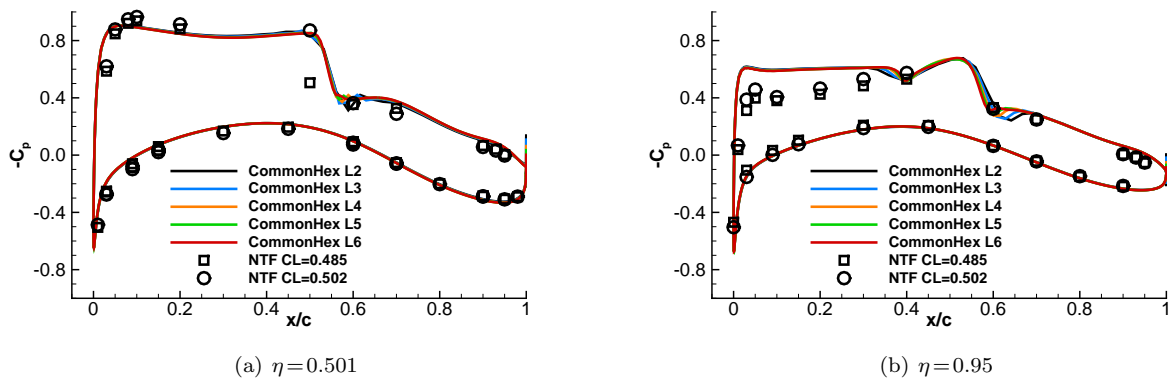 0.8
0.4
0.0
-0.4
-0.8
-Cp
CommonHex L2
CommonHex L3
CommonHex L4
CommonHex L5
CommonHex L6
NTF CL=0.485
NTF CL=0.502
0 0.2 0.4 0.6 0.8 1
x/c
(a) η=0.501
0.8
0.4
0.0
-0.4
-0.8
-Cp
CommonHex L2
CommonHex L3
CommonHex L4
CommonHex L5
CommonHex L6
NTF CL=0.485
NTF CL=0.502
0 0.2 0.4 0.6 0.8 1
x/c
(b) η=0.95